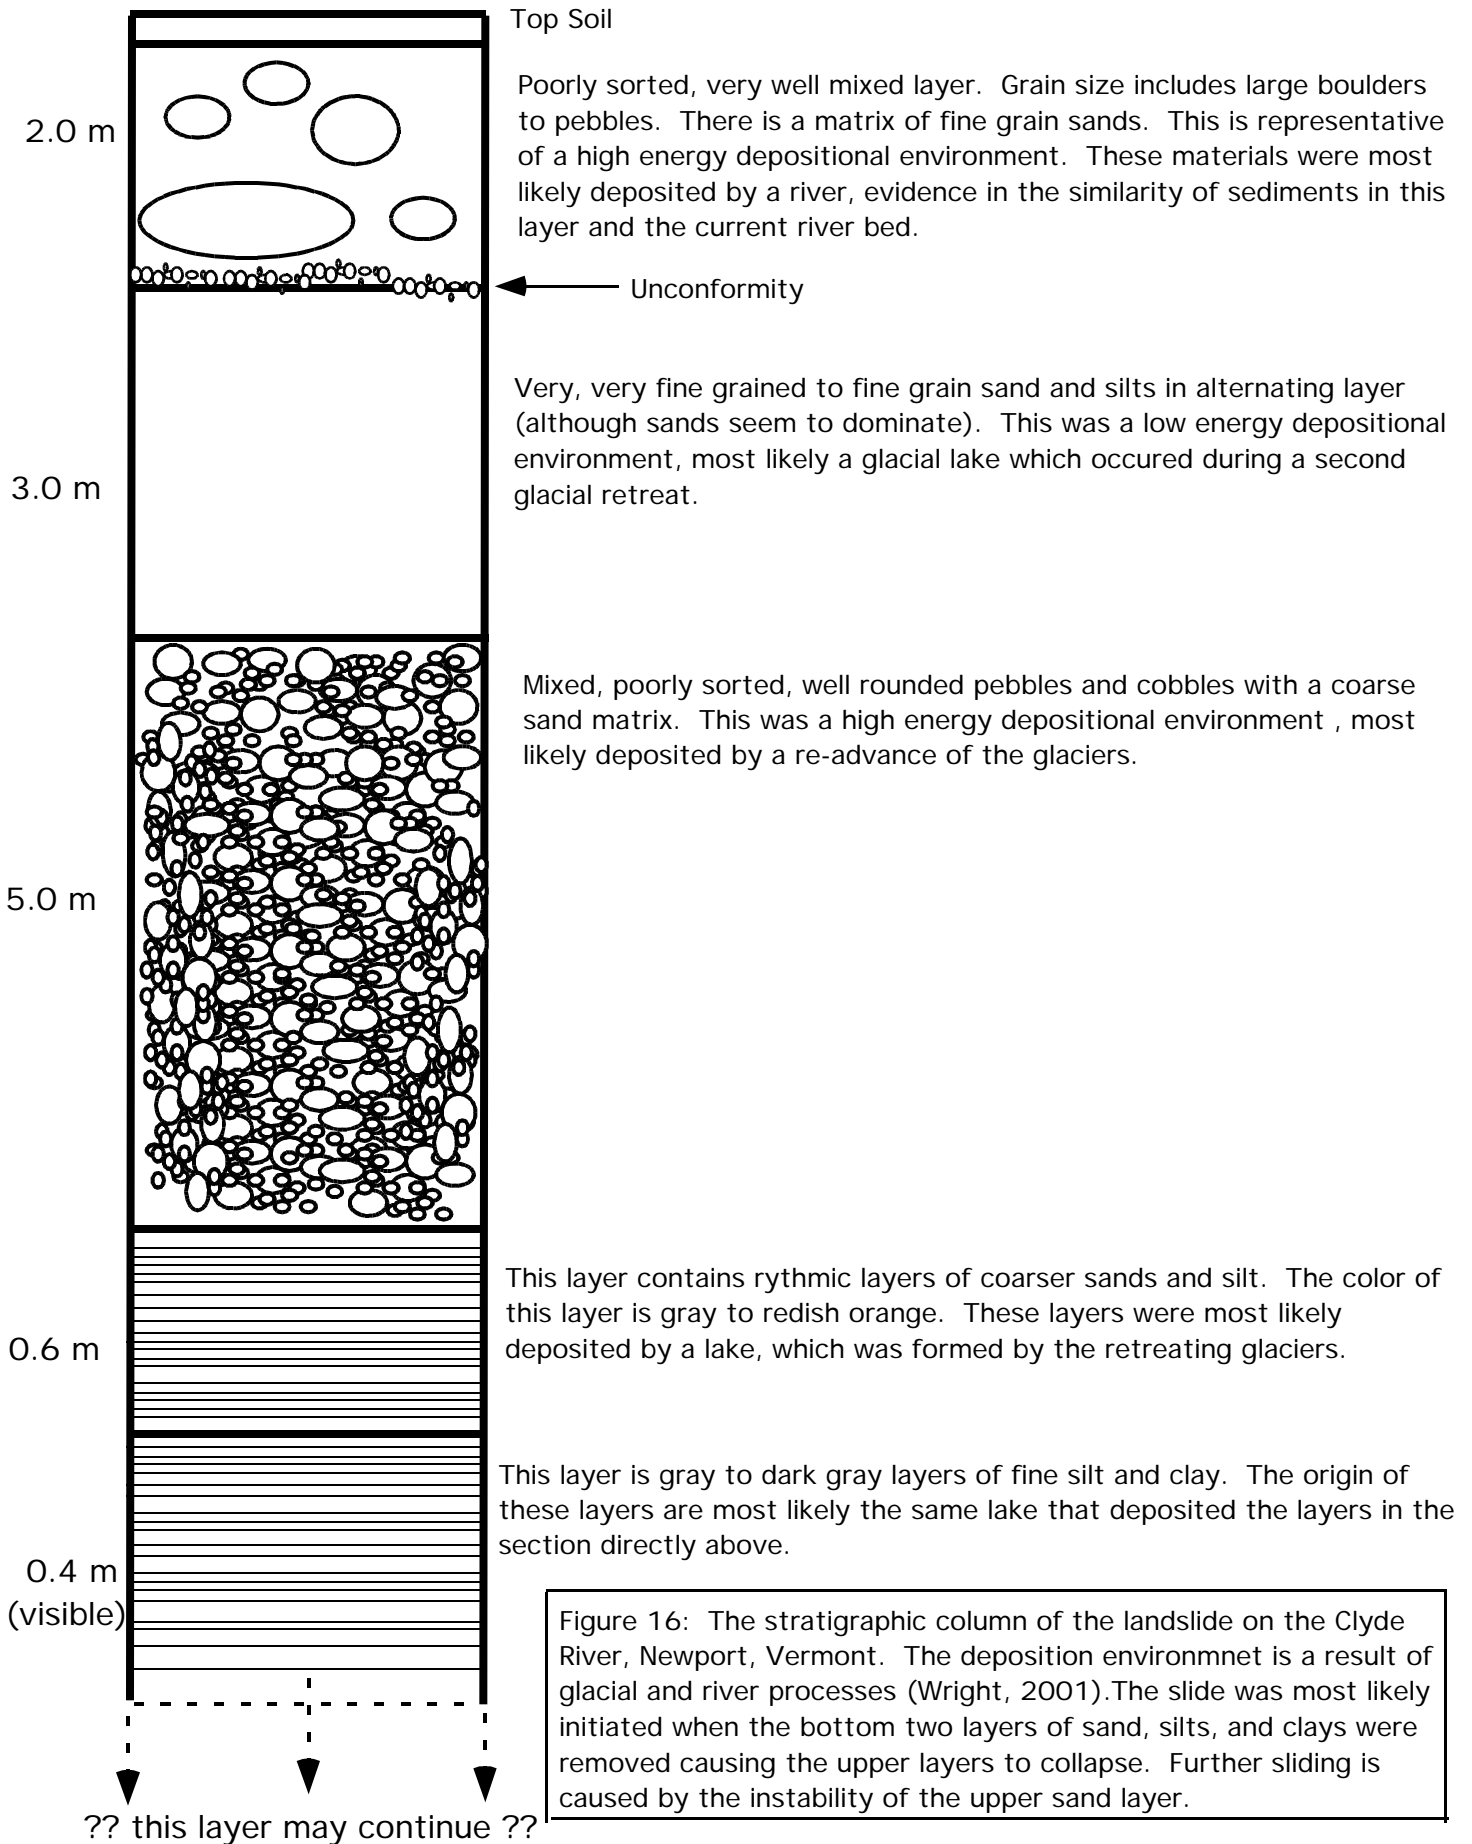 Top Soil
2.0 m
Poorly sorted, very well mixed layer. Grain size includes large boulders
to pebbles. There is a matrix of fine grain sands. This is representative
of a high energy depositional environment. These materials were most
likely deposited by a river, evidence in the similarity of sediments in this
layer and the current river bed.
Unconformity
3.0 m
Very, very fine grained to fine grain sand and silts in alternating layer
(although sands seem to dominate). This was a low energy depositional
environment, most likely a glacial lake which occured during a second
glacial retreat.
5.0 m
Mixed, poorly sorted, well rounded pebbles and cobbles with a coarse
sand matrix. This was a high energy depositional environment , most
likely deposited by a re-advance of the glaciers.
0.6 m
This layer contains rythmic layers of coarser sands and silt. The color of
this layer is gray to redish orange. These layers were most likely
deposited by a lake, which was formed by the retreating glaciers.
0.4 m
(visible)
This layer is gray to dark gray layers of fine silt and clay. The origin of
these layers are most likely the same lake that deposited the layers in the
section directly above.
?? this layer may continue ??
Figure 16: The stratigraphic column of the landslide on the Clyde
River, Newport, Vermont. The deposition environmnet is a result of
glacial and river processes (Wright, 2001).The slide was most likely
initiated when the bottom two layers of sand, silts, and clays were
removed causing the upper layers to collapse. Further sliding is
caused by the instability of the upper sand layer.